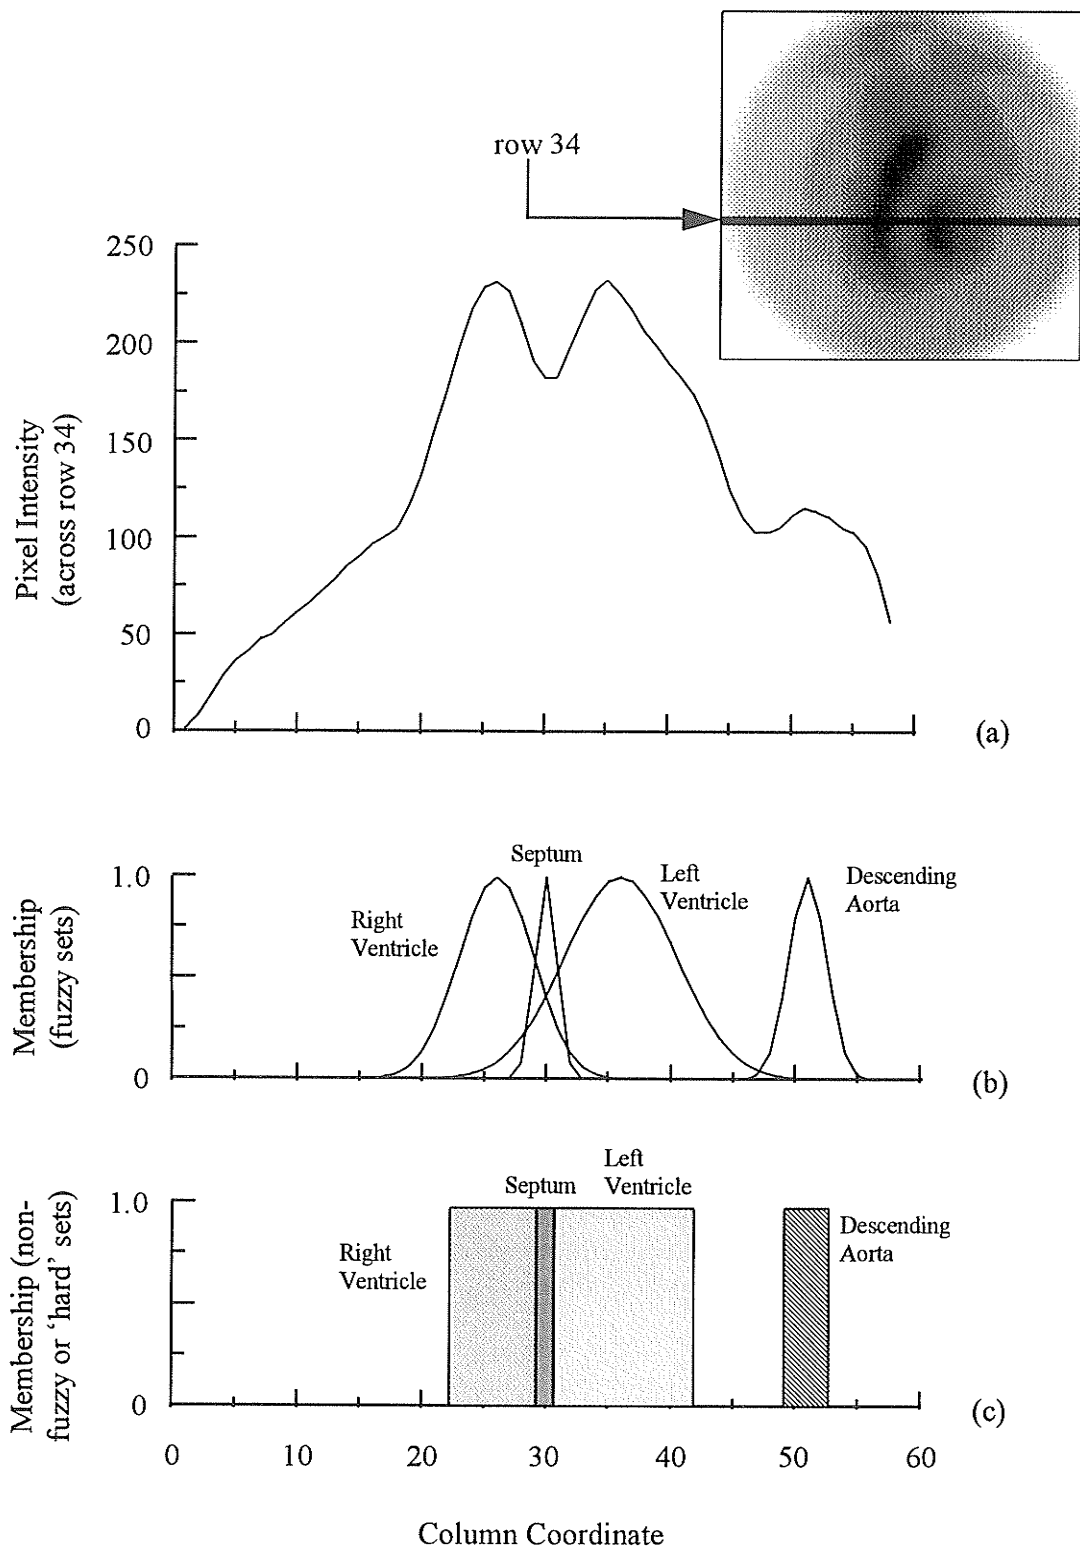 row 34
250
200
150
100
50
0
Pixel Intensity
(across row 34)
(a)
1.0
0
Membership
(fuzzy sets)
Right
Ventricle
Septum
Left
Ventricle
Descending
Aorta
(b)
1.0
0
Membership (non-
fuzzy or ‘hard’ sets)
Right
Ventricle
Septum
Left
Ventricle
Descending
Aorta
(c)
0 10 20 30 40 50 60
Column Coordinate